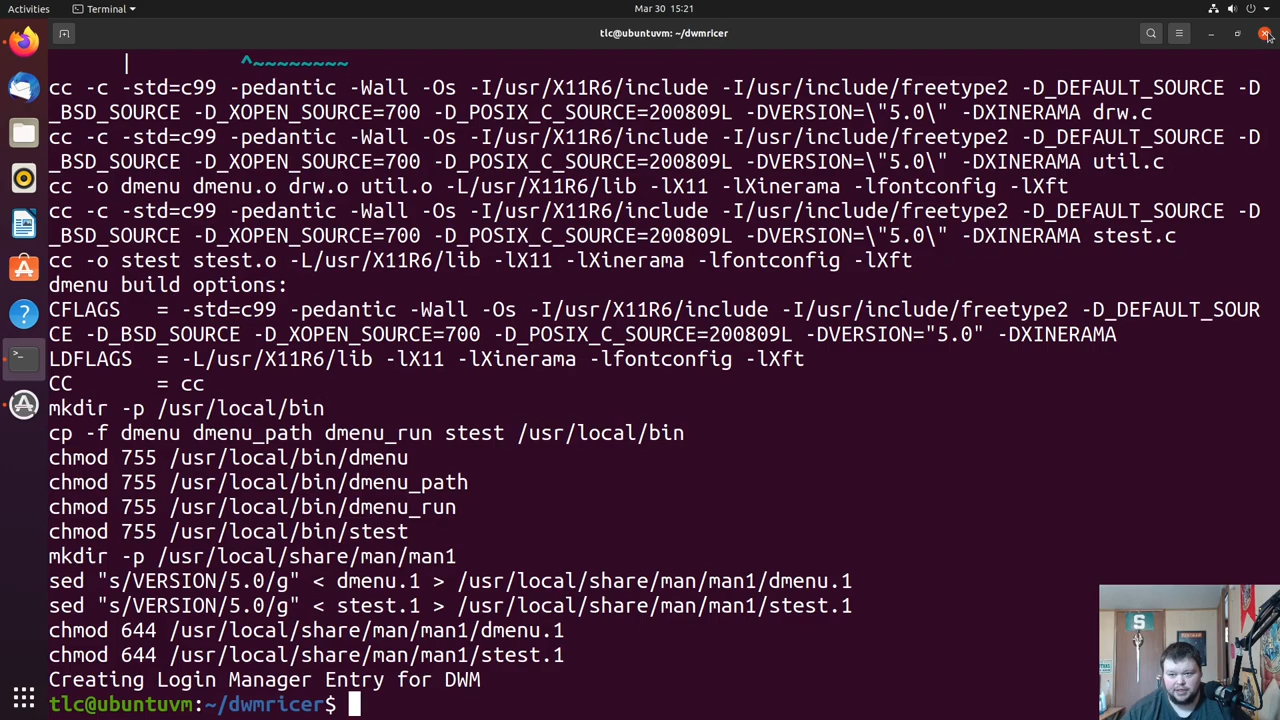 Activities
Terminal
Mar 30 15:21
tlc@ubuntuvm: ~/dwmricer
| ^~~~~~~~~
cc -c -std=c99 -pedantic -Wall -Os -I/usr/X11R6/include -I/usr/include/freetype2 -D_DEFAULT_SOURCE -D
_BSD_SOURCE -D_XOPEN_SOURCE=700 -D_POSIX_C_SOURCE=200809L -DVERSION=\"5.0\" -DXINERAMA drw.c
cc -c -std=c99 -pedantic -Wall -Os -I/usr/X11R6/include -I/usr/include/freetype2 -D_DEFAULT_SOURCE -D
_BSD_SOURCE -D_XOPEN_SOURCE=700 -D_POSIX_C_SOURCE=200809L -DVERSION=\"5.0\" -DXINERAMA util.c
cc -o dmenu dmenu.o drw.o util.o -L/usr/X11R6/lib -lX11 -lXinerama -lfontconfig -lXft
cc -c -std=c99 -pedantic -Wall -Os -I/usr/X11R6/include -I/usr/include/freetype2 -D_DEFAULT_SOURCE -D
_BSD_SOURCE -D_XOPEN_SOURCE=700 -D_POSIX_C_SOURCE=200809L -DVERSION=\"5.0\" -DXINERAMA stest.c
cc -o stest stest.o -L/usr/X11R6/lib -lX11 -lXinerama -lfontconfig -lXft
dmenu build options:
CFLAGS   = -std=c99 -pedantic -Wall -Os -I/usr/X11R6/include -I/usr/include/freetype2 -D_DEFAULT_SOUR
CE -D_BSD_SOURCE -D_XOPEN_SOURCE=700 -D_POSIX_C_SOURCE=200809L -DVERSION="5.0" -DXINERAMA
LDFLAGS  = -L/usr/X11R6/lib -lX11 -lXinerama -lfontconfig -lXft
CC       = cc
mkdir -p /usr/local/bin
cp -f dmenu dmenu_path dmenu_run stest /usr/local/bin
chmod 755 /usr/local/bin/dmenu
chmod 755 /usr/local/bin/dmenu_path
chmod 755 /usr/local/bin/dmenu_run
chmod 755 /usr/local/bin/stest
mkdir -p /usr/local/share/man/man1
sed "s/VERSION/5.0/g" < dmenu.1 > /usr/local/share/man/man1/dmenu.1
sed "s/VERSION/5.0/g" < stest.1 > /usr/local/share/man/man1/stest.1
chmod 644 /usr/local/share/man/man1/dmenu.1
chmod 644 /usr/local/share/man/man1/stest.1
Creating Login Manager Entry for DWM
tlc@ubuntuvm:~/dwmricer$
S